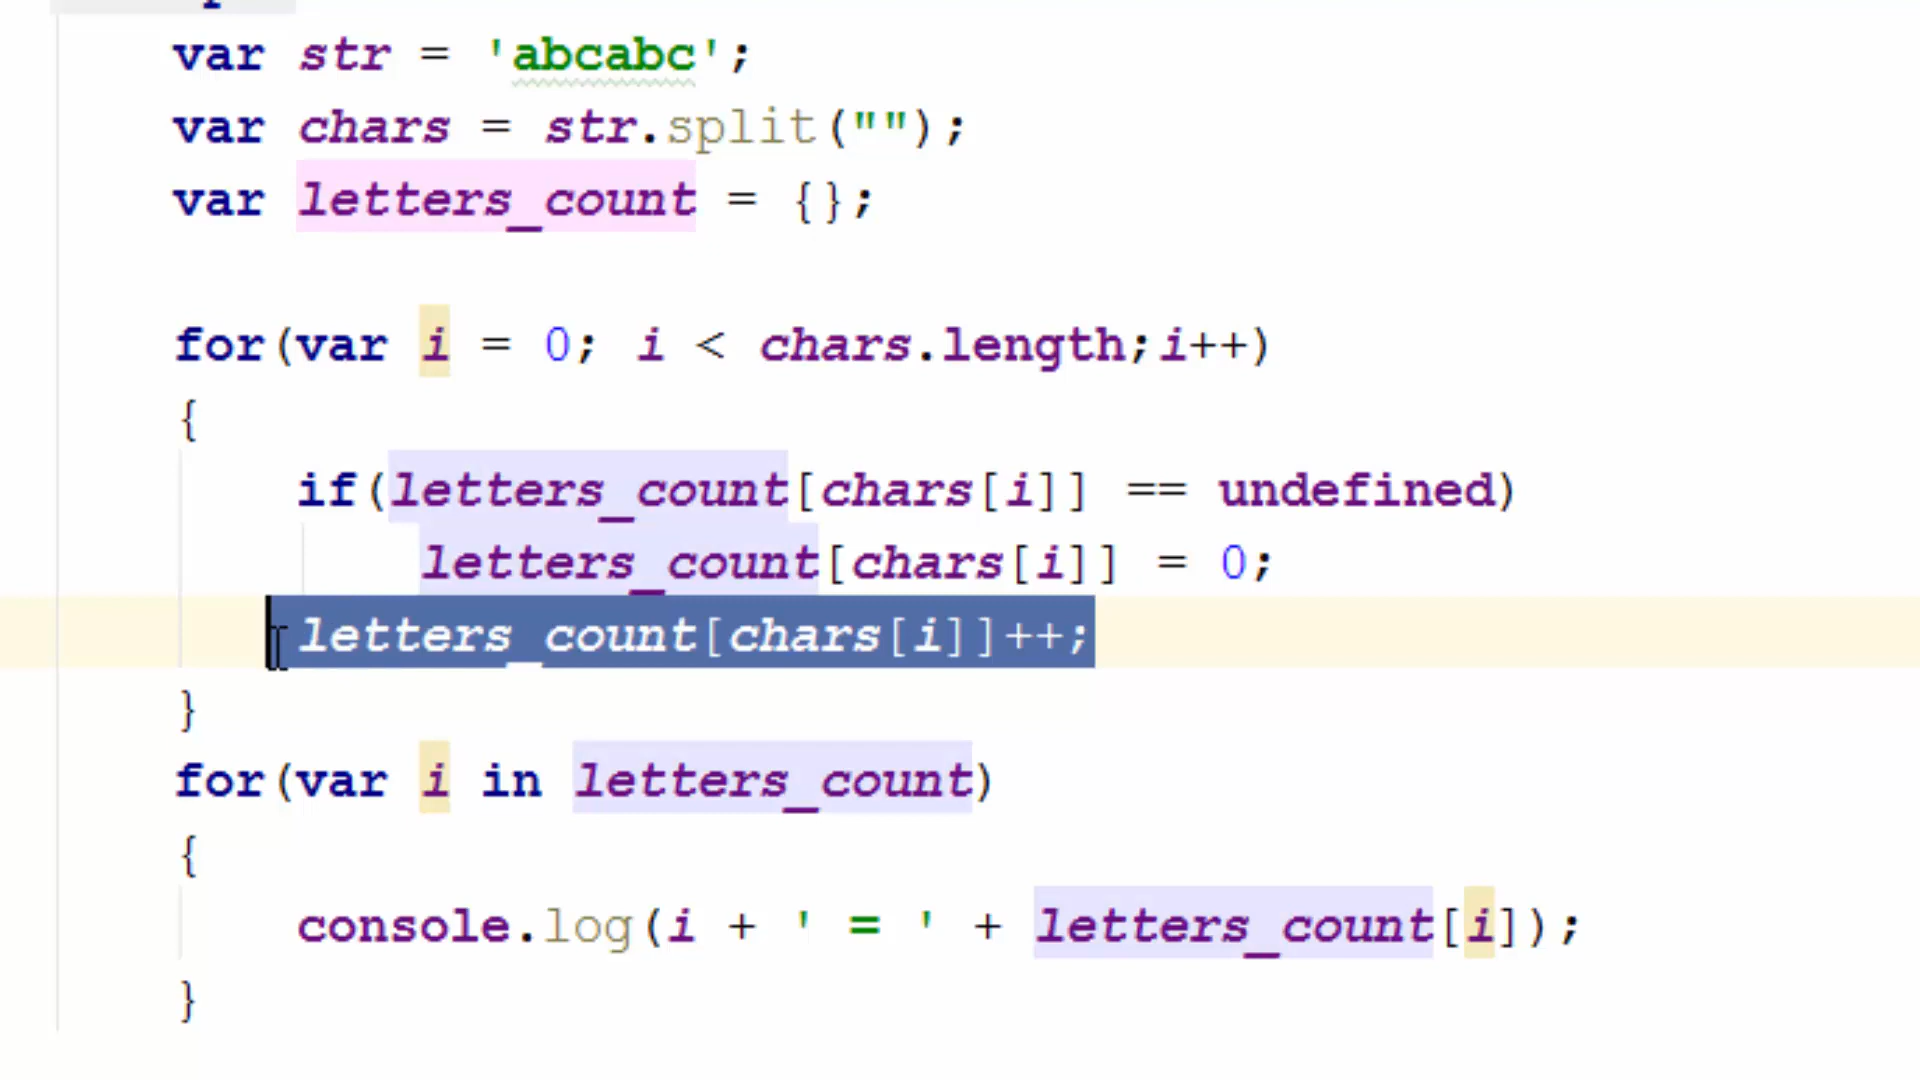 var str = 'abcabc';
var chars = str.split("");
var letters_count = {};
for(var i = 0; i < chars.length;i++)
{
if(letters_count[chars[i]] == undefined)
letters_count[chars[i]] = 0;
letters_count[chars[i]]++;
}
for(var i in letters_count)
{
console.log(i + ' = ' + letters_count[i]);
}